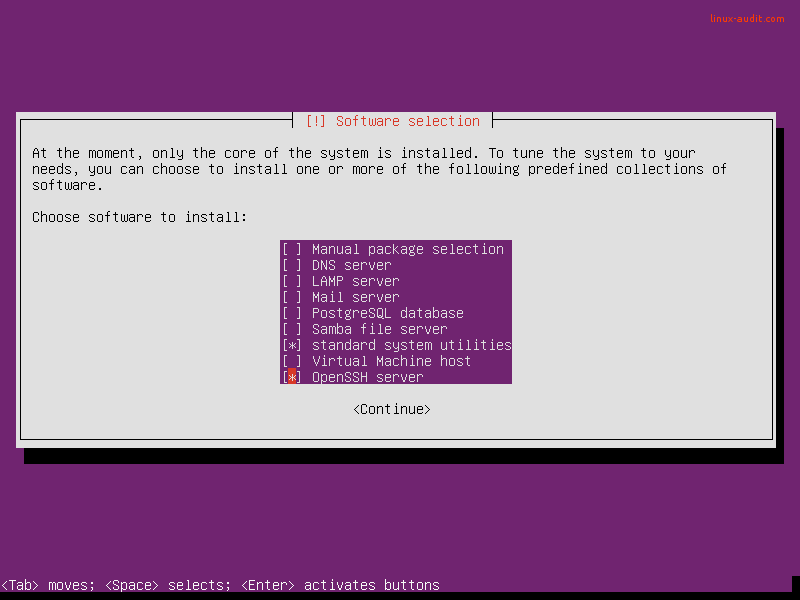 linux-audit.com
[!] Software selection
At the moment, only the core of the system is installed. To tune the system to your
needs, you can choose to install one or more of the following predefined collections of
software.
Choose software to install:
[ ] Manual package selection
[ ] DNS server
[ ] LAMP server
[ ] Mail server
[ ] PostgreSQL database
[ ] Samba file server
[*] standard system utilities
[ ] Virtual Machine host
[*] OpenSSH server
<Continue>
<Tab> moves; <Space> selects; <Enter> activates buttons